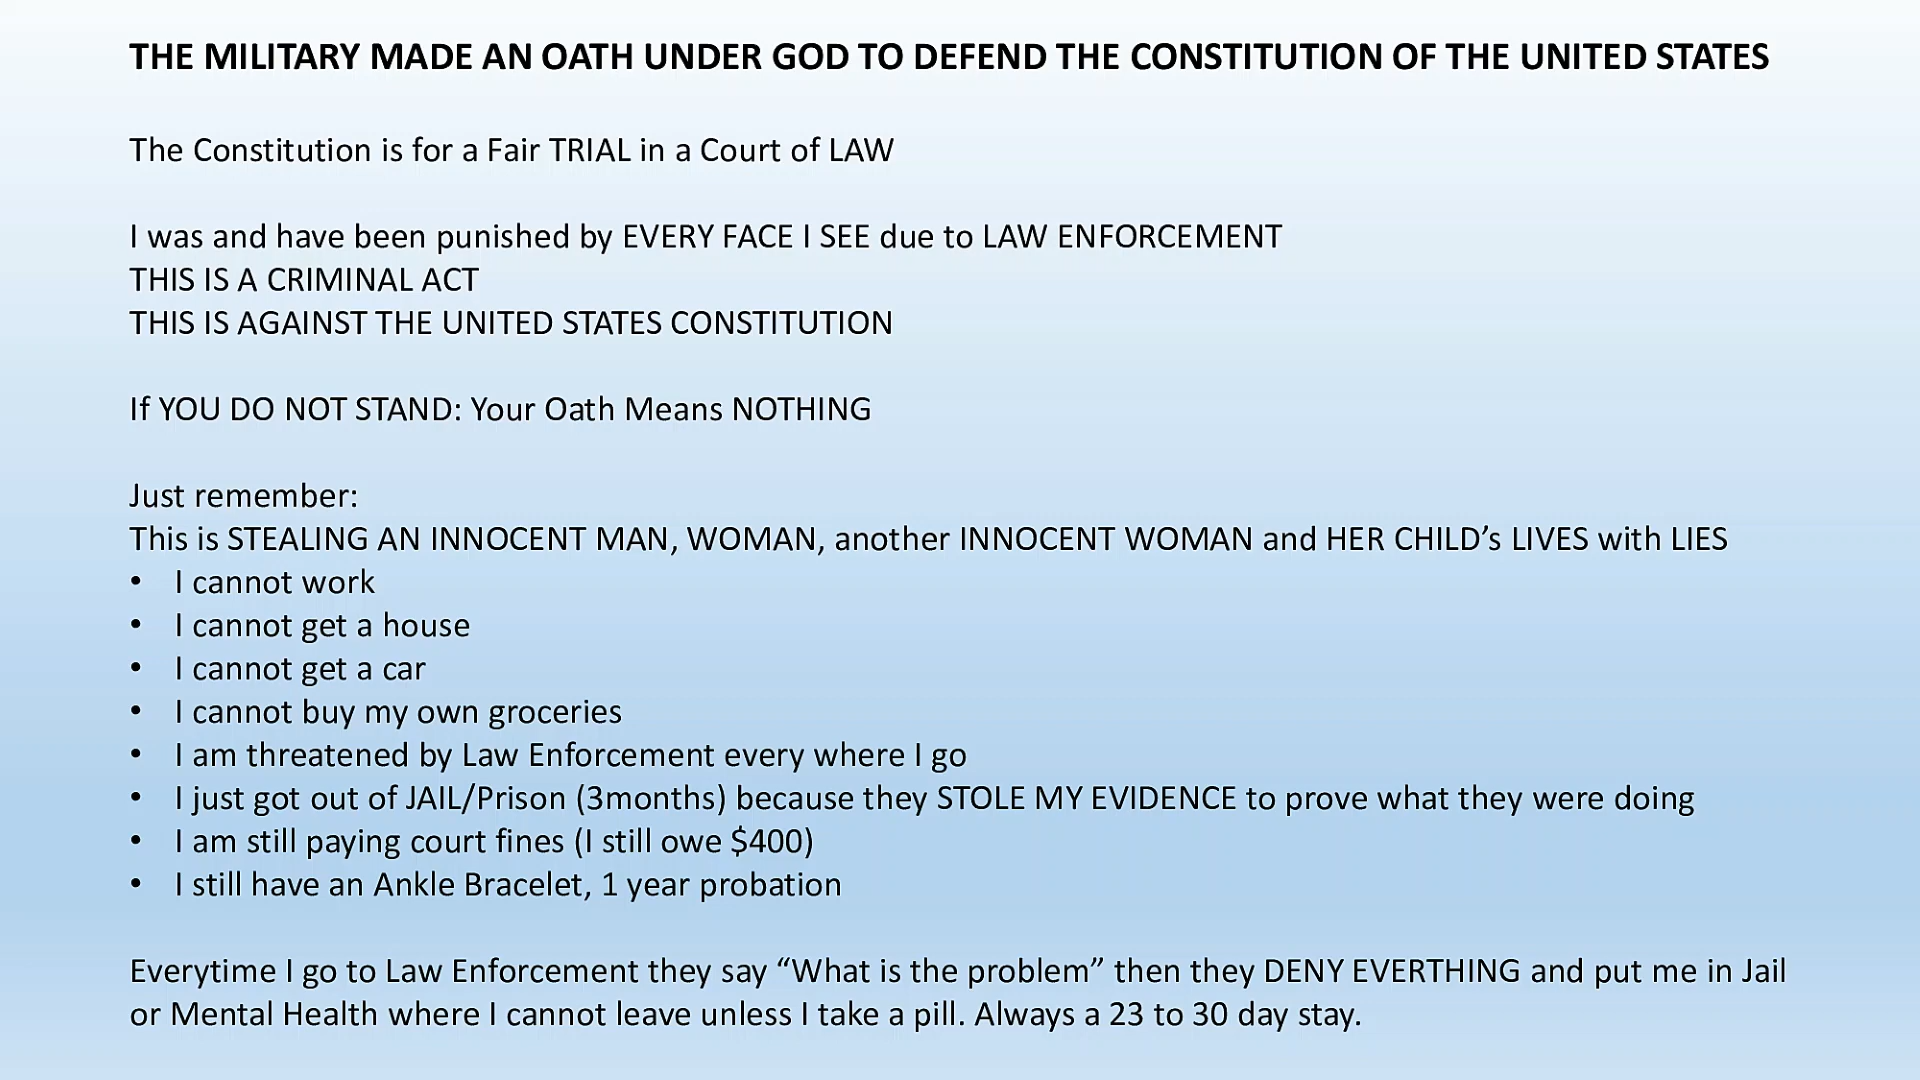 THE MILITARY MADE AN OATH UNDER GOD TO DEFEND THE CONSTITUTION OF THE UNITED STATES
The Constitution is for a Fair TRIAL in a Court of LAW
I was and have been punished by EVERY FACE I SEE due to LAW ENFORCEMENT
THIS IS A CRIMINAL ACT
THIS IS AGAINST THE UNITED STATES CONSTITUTION
If YOU DO NOT STAND: Your Oath Means NOTHING
Just remember:
This is STEALING AN INNOCENT MAN, WOMAN, another INNOCENT WOMAN and HER CHILD’s LIVES with LIES
• I cannot work
• I cannot get a house
• I cannot get a car
• I cannot buy my own groceries
• I am threatened by Law Enforcement every where I go
• I just got out of JAIL/Prison (3months) because they STOLE MY EVIDENCE to prove what they were doing
• I am still paying court fines (I still owe $400)
• I still have an Ankle Bracelet, 1 year probation
Everytime I go to Law Enforcement they say “What is the problem” then they DENY EVERTHING and put me in Jail
or Mental Health where I cannot leave unless I take a pill. Always a 23 to 30 day stay.